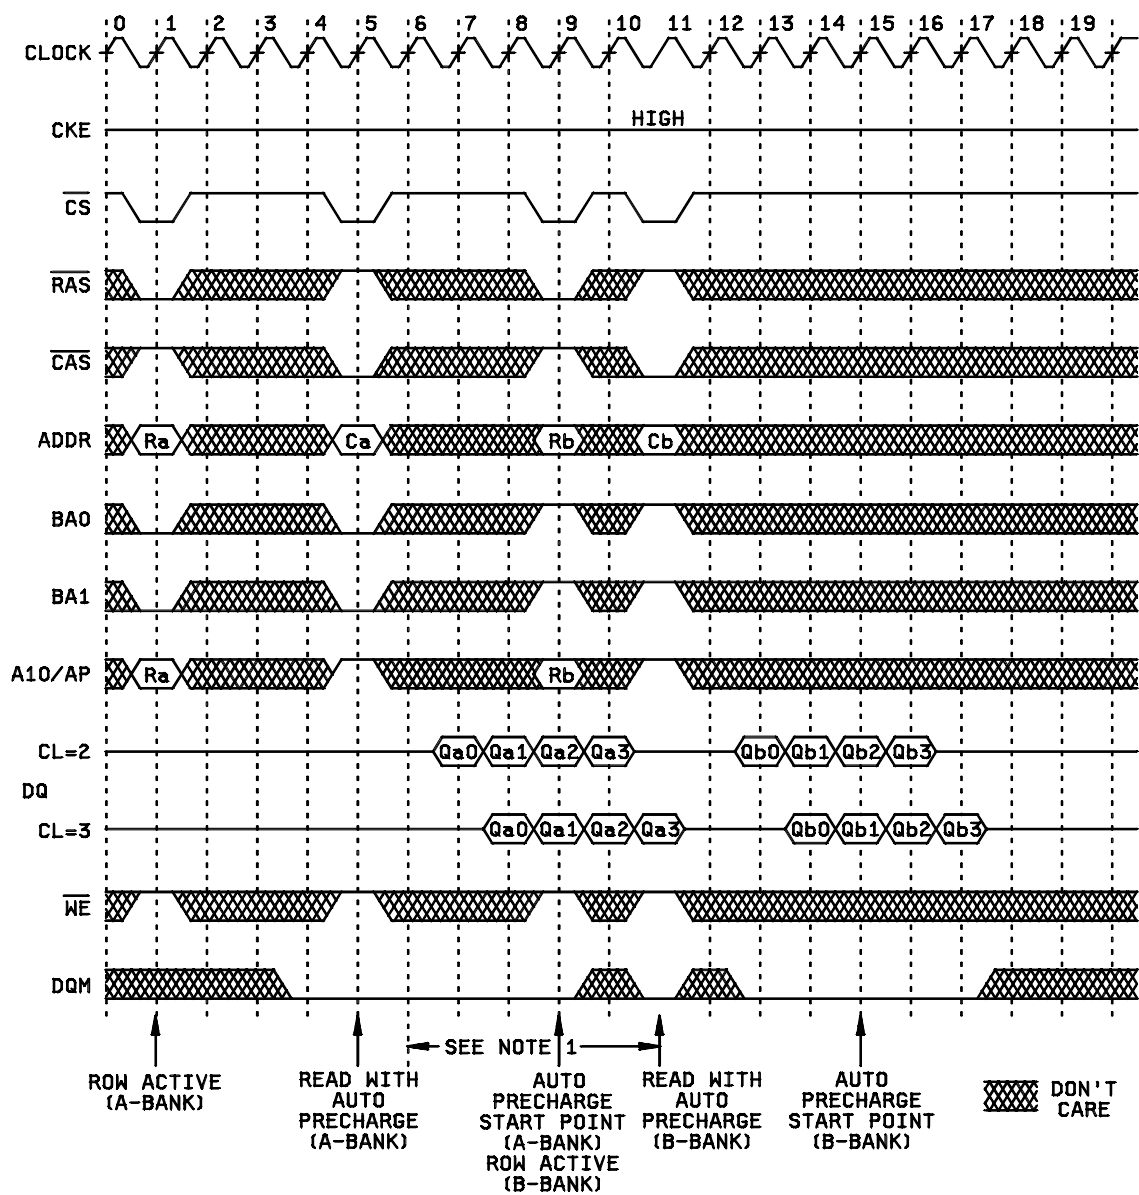 0 1 2 3 4 5 6 7 8 9 10 11 12 13 14 15 16 17 18 19
CLOCK
CKE HIGH
CS
RAS
CAS
ADDR Ra Ca Rb Cb
BA0
BA1
A10/AP Ra Rb
CL=2 Qa0 Qa1 Qa2 Qa3 Qb0 Qb1 Qb2 Qb3
DQ
CL=3 Qa0 Qa1 Qa2 Qa3 Qb0 Qb1 Qb2 Qb3
WE
DQM
SEE NOTE 1
ROW ACTIVE
(A-BANK)
READ WITH
AUTO
PRECHARGE
(A-BANK)
AUTO
PRECHARGE
START POINT
(A-BANK)
ROW ACTIVE
(B-BANK)
READ WITH
AUTO
PRECHARGE
(B-BANK)
AUTO
PRECHARGE
START POINT
(B-BANK)
DON'T
CARE